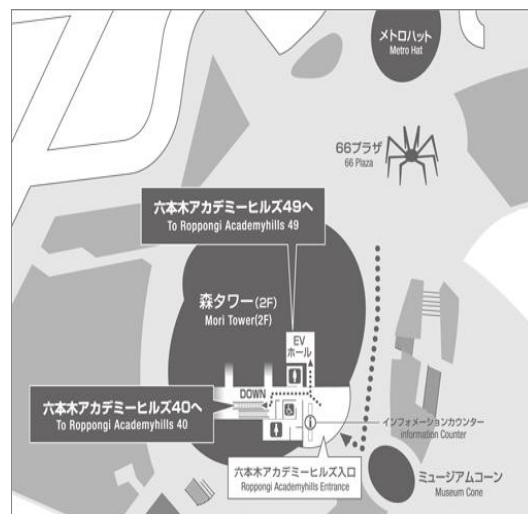 メトロハット
Metro Hat
66プラザ
66 Plaza
六本木アカデミーヒルズ49へ
To Roppongi Academyhills 49
森タワー(2F)
Mori Tower(2F)
EV
ホール
DOWN
六本木アカデミーヒルズ40へ
To Roppongi Academyhills 40
インフォメーションカウンター
information Counter
六本木アカデミーヒルズ入口
Roppongi Academyhills Entrance
ミュージアムコーン
Museum Cone